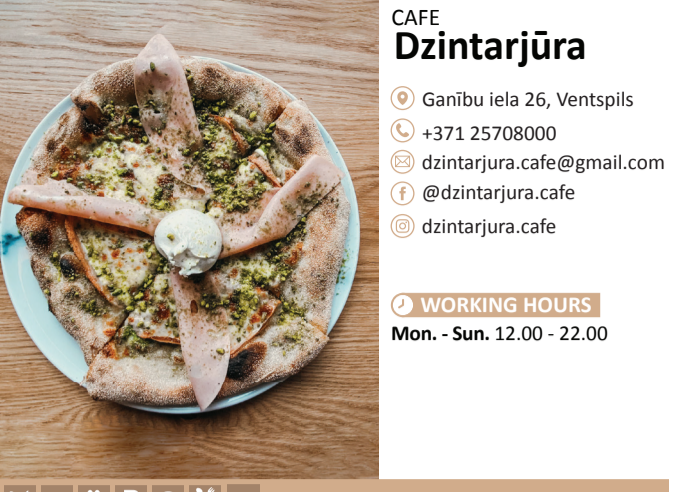 CAFE
Dzintarjūra
Ganību iela 26, Ventspils
+371 25708000
dzintarjura.cafe@gmail.com
@dzintarjura.cafe
dzintarjura.cafe
WORKING HOURS
Mon. - Sun. 12.00 - 22.00